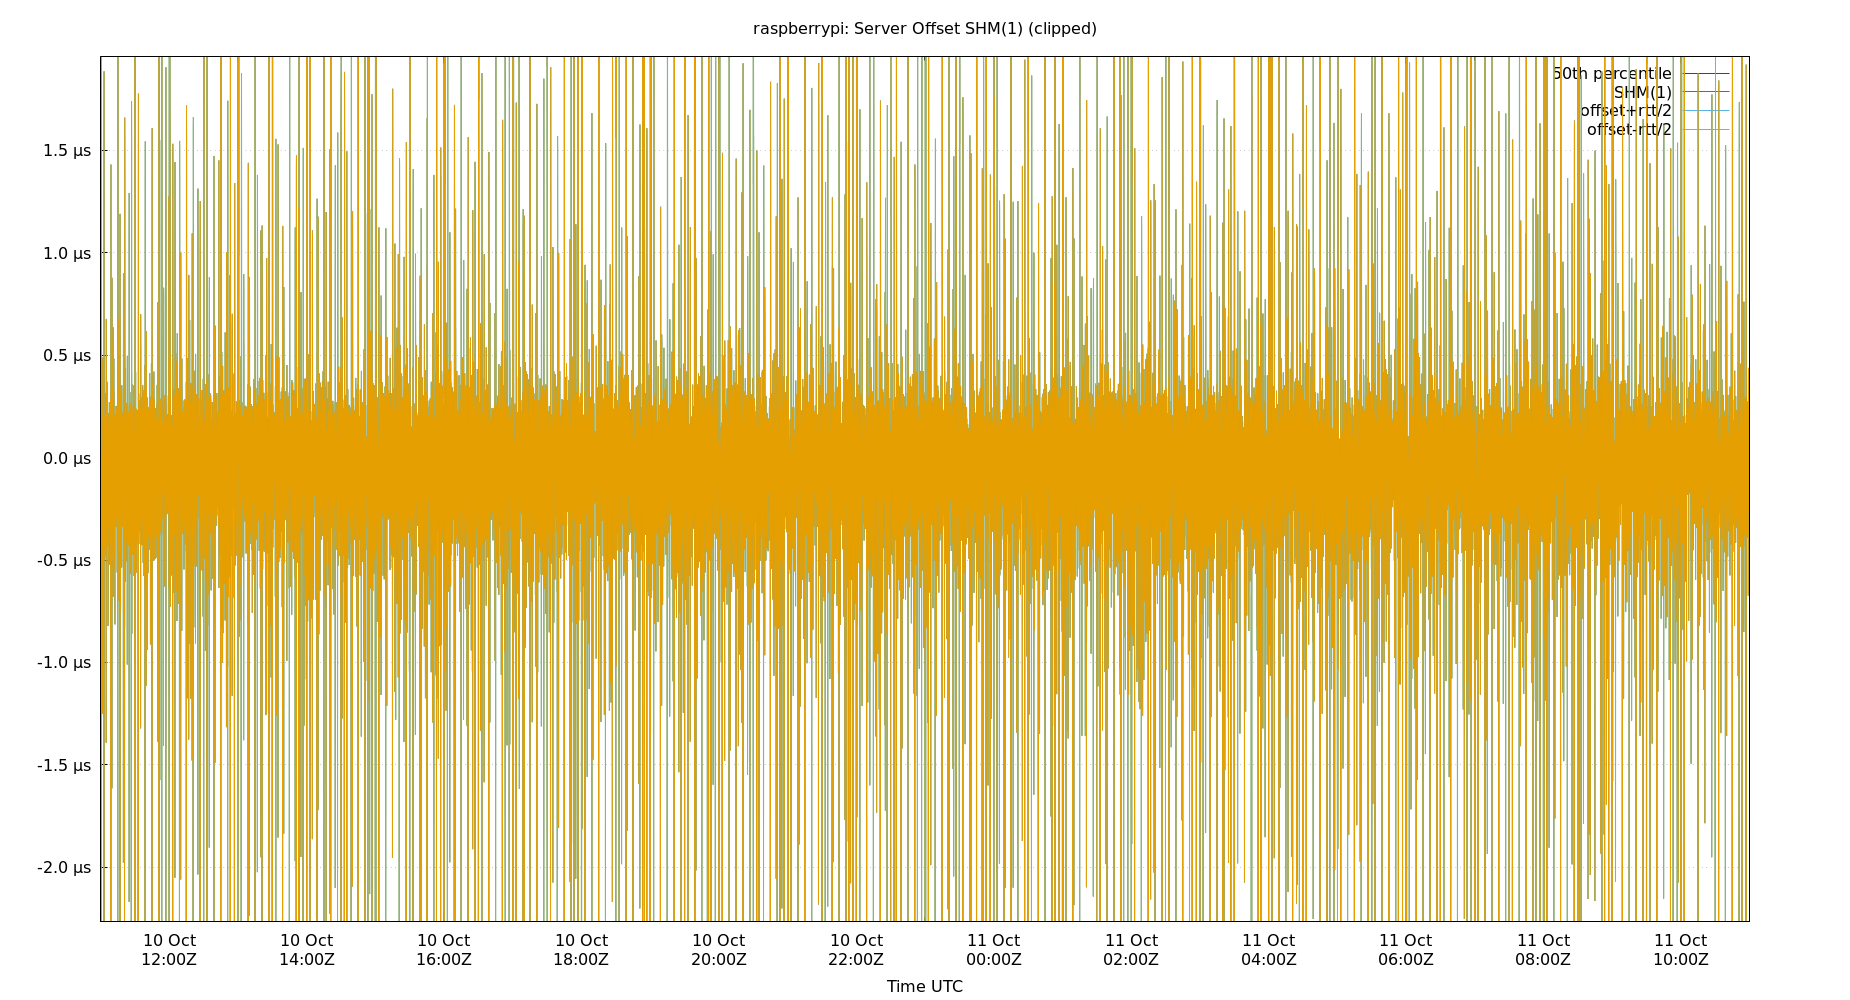 raspberrypi: Server Offset SHM(1) (clipped)
50th percentile
SHM(1)
offset+rtt/2
offset-rtt/2
1.5 µs
1.0 µs
0.5 µs
0.0 µs
-0.5 µs
-1.0 µs
-1.5 µs
-2.0 µs
10 Oct 10 Oct 10 Oct 10 Oct 10 Oct 10 Oct 11 Oct 11 Oct 11 Oct 11 Oct 11 Oct 11 Oct
12:00Z 14:00Z 16:00Z 18:00Z 20:00Z 22:00Z 00:00Z 02:00Z 04:00Z 06:00Z 08:00Z 10:00Z
Time UTC